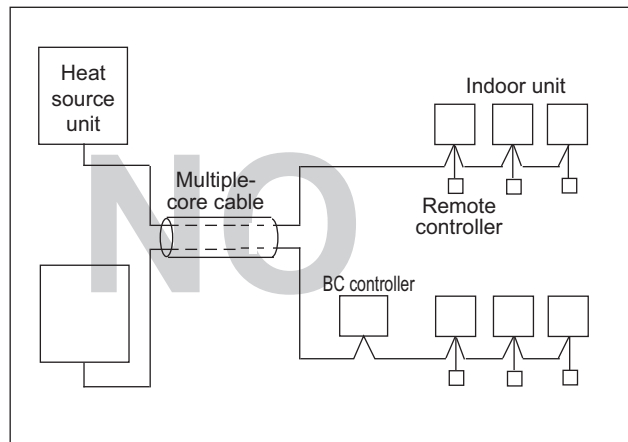 Heat
source
unit
Indoor unit
NO
Multiple-
core cable
Remote
controller
BC controller